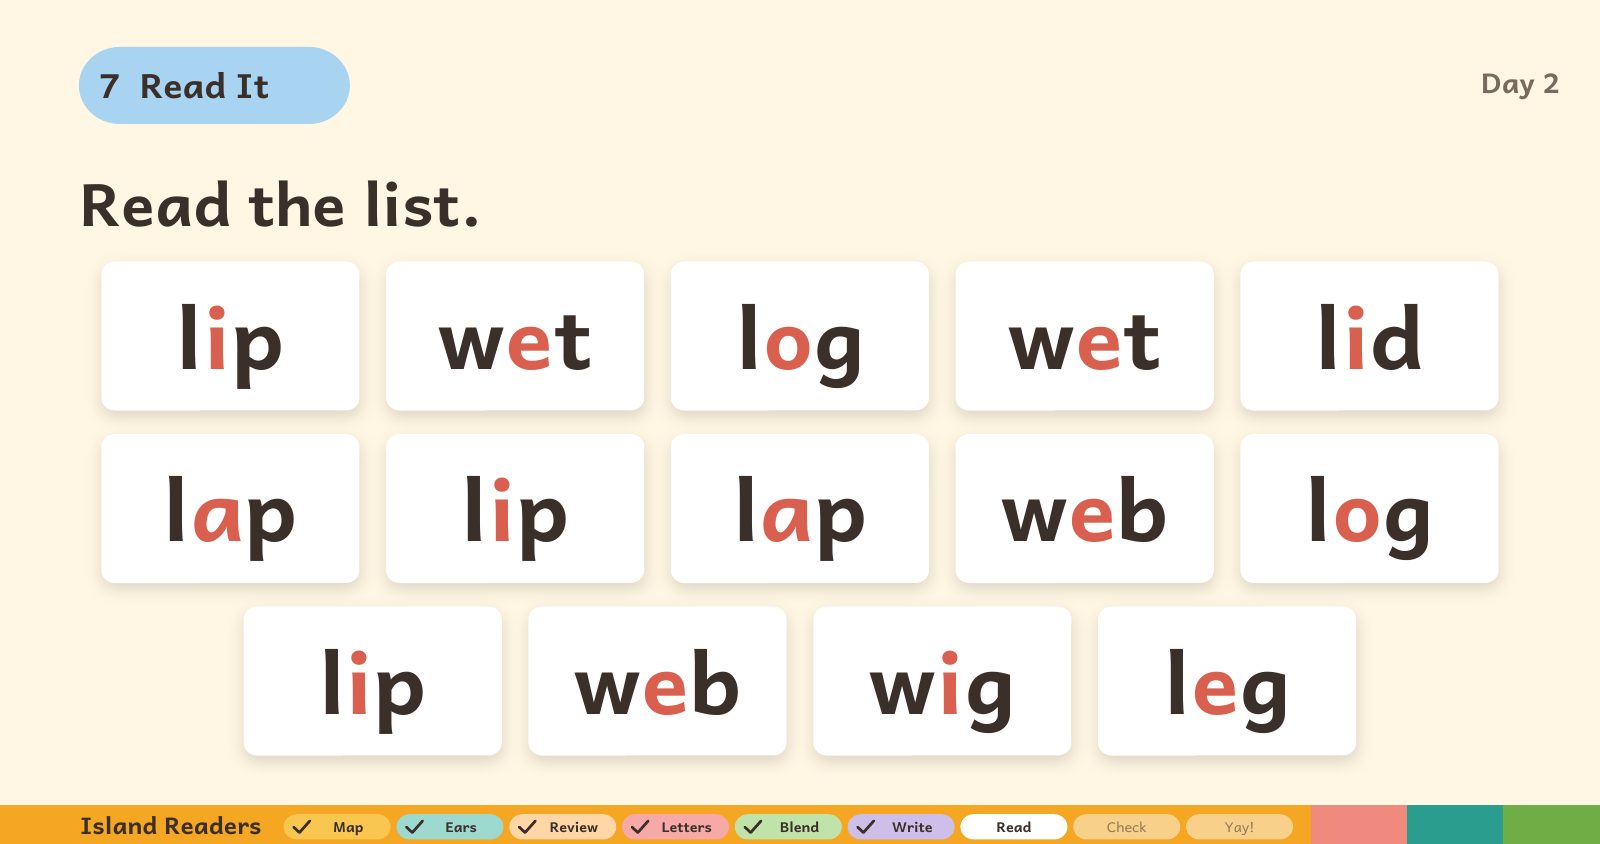 7 Read It
Day 2
Read the list.
lip wet log wet lid
lap lip lap web log
lip web wig leg
Island Readers Map Ears Review Letters Blend Write Read Check Yay!